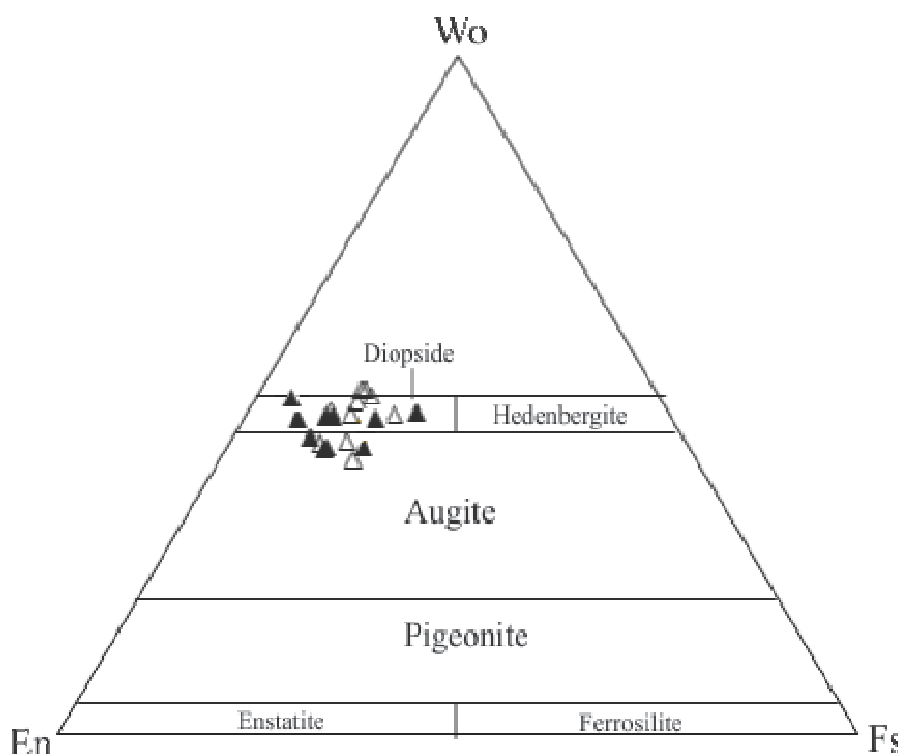 Wo
Diopside
Hedenbergite
Augite
Pigeonite
Enstatite
Ferrosilite
En
Fs